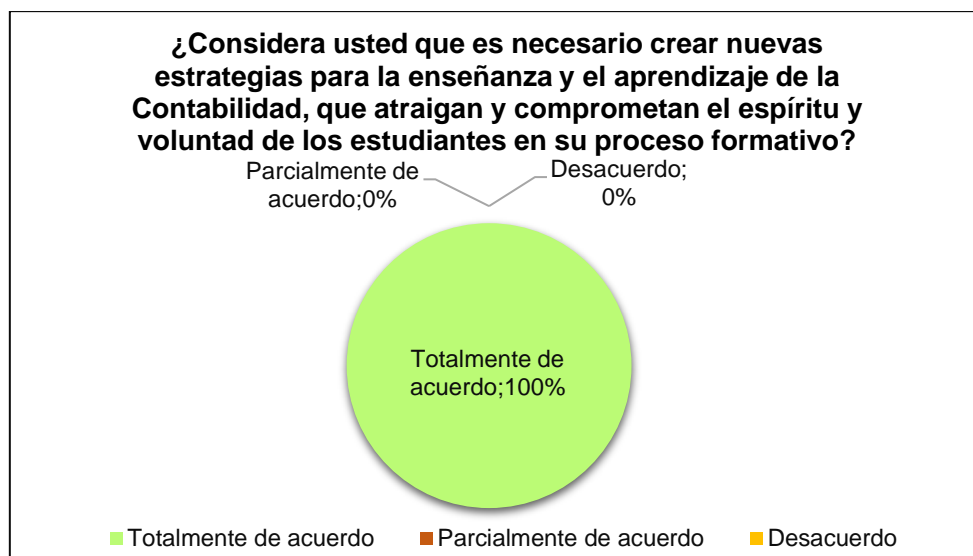 ¿Considera usted que es necesario crear nuevas
estrategias para la enseñanza y el aprendizaje de la
Contabilidad, que atraigan y comprometan el espíritu y
voluntad de los estudiantes en su proceso formativo?
Parcialmente de
acuerdo;0%
Desacuerdo;
0%
Totalmente de
acuerdo;100%
Totalmente de acuerdo Parcialmente de acuerdo Desacuerdo